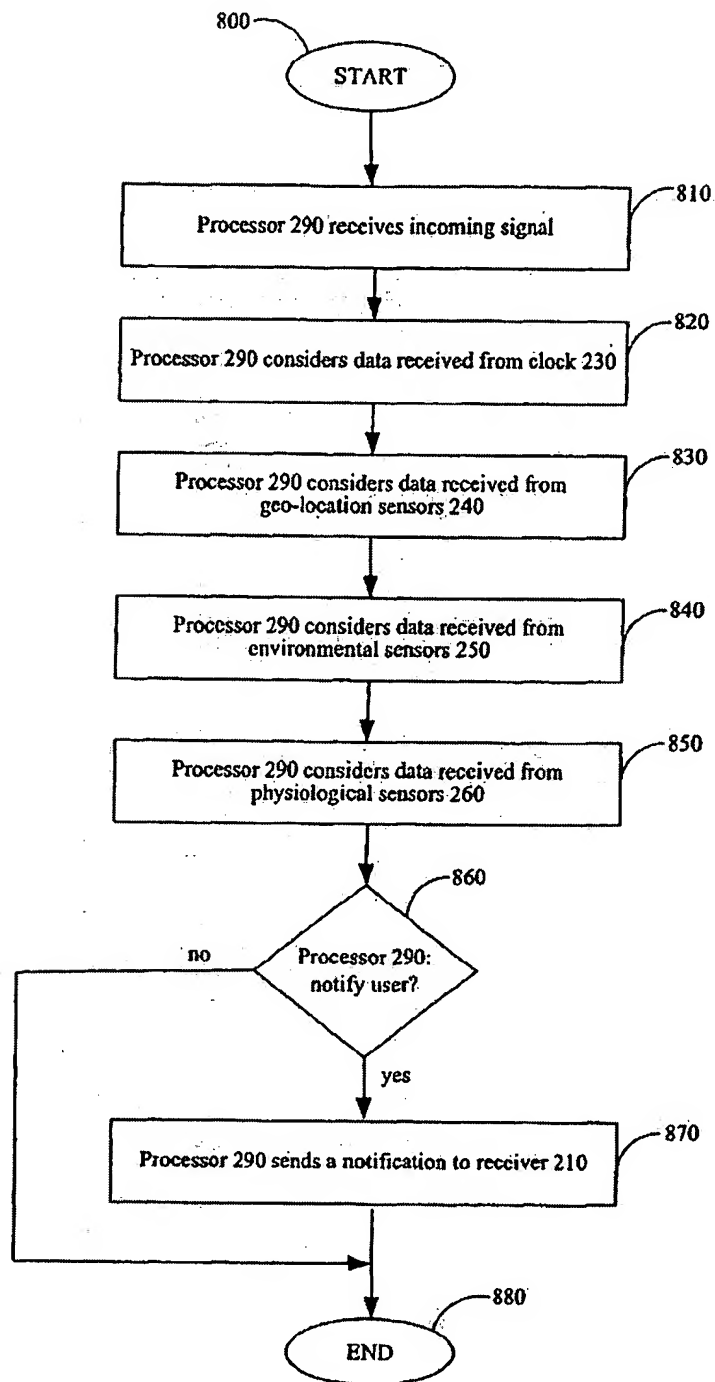 800
START
810
Processor 290 receives incoming signal
820
Processor 290 considers data received from clock 230
830
Processor 290 considers data received from
geo-location sensors 240
840
Processor 290 considers data received from
environmental sensors 250
850
Processor 290 considers data received from
physiological sensors 260
860
no
Processor 290:
notify user?
yes
870
Processor 290 sends a notification to receiver 210
880
END